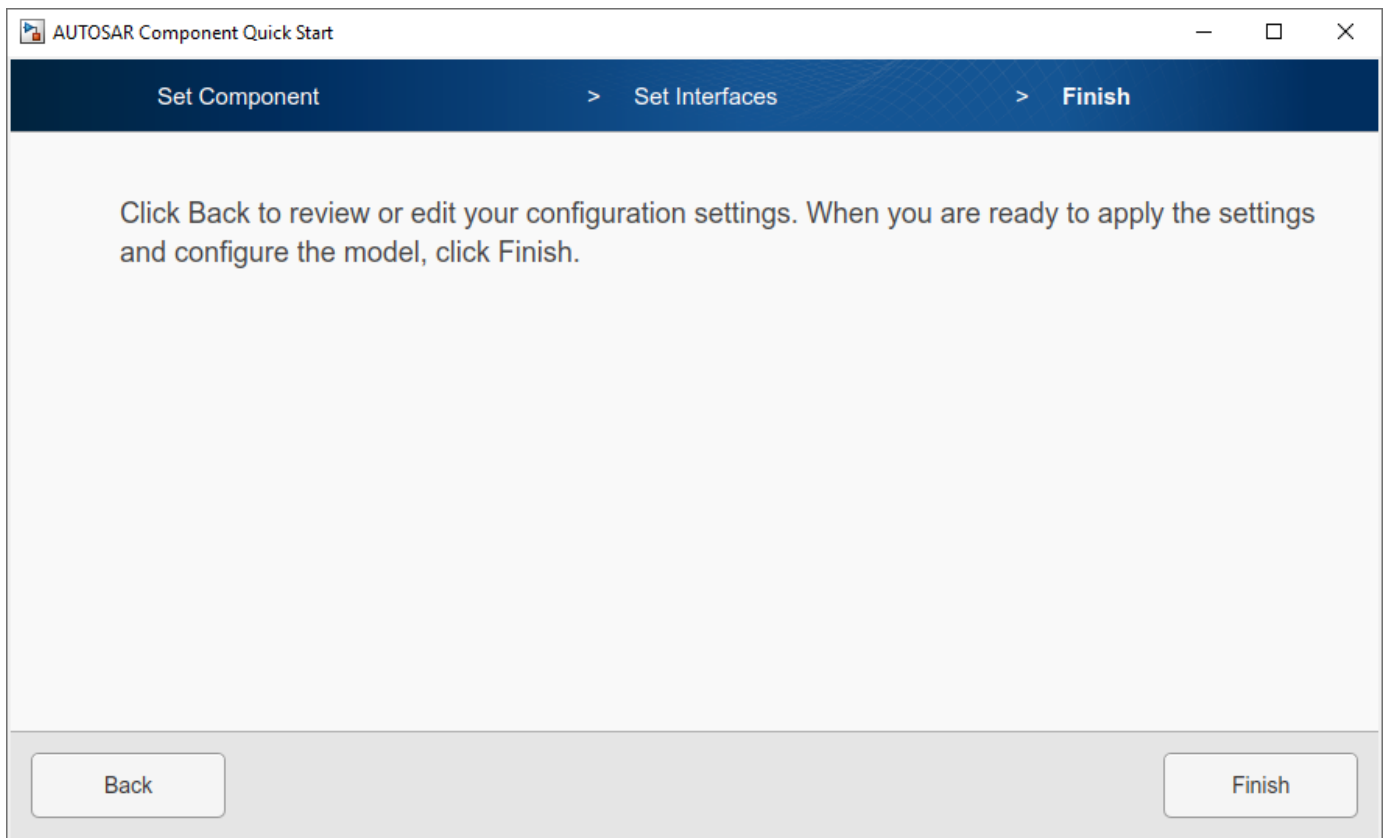 AUTOSAR Component Quick Start
Set Component > Set Interfaces > Finish
Click Back to review or edit your configuration settings. When you are ready to apply the settings
and configure the model, click Finish.
Back Finish